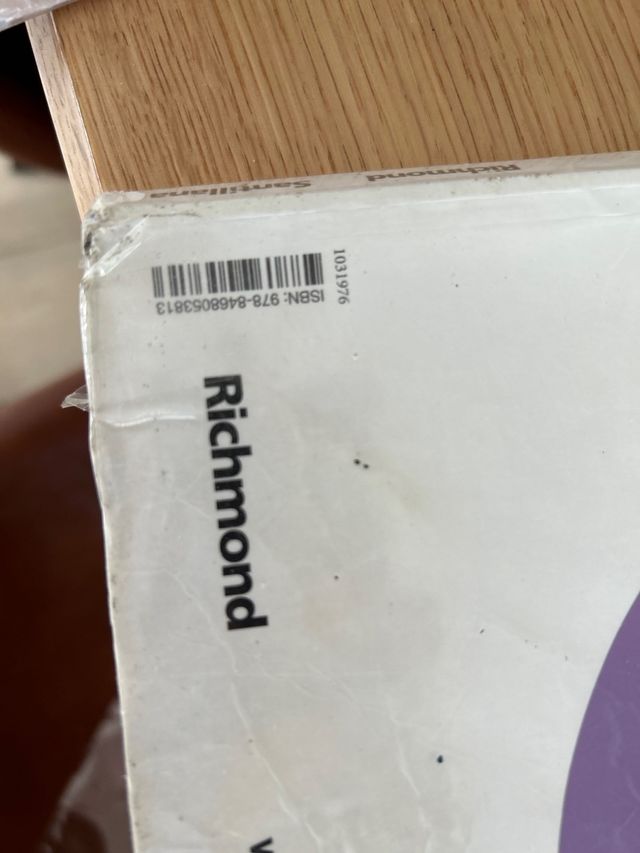 Santillana Richmond
ISBN: 978-8468053813
1031976
Richmond